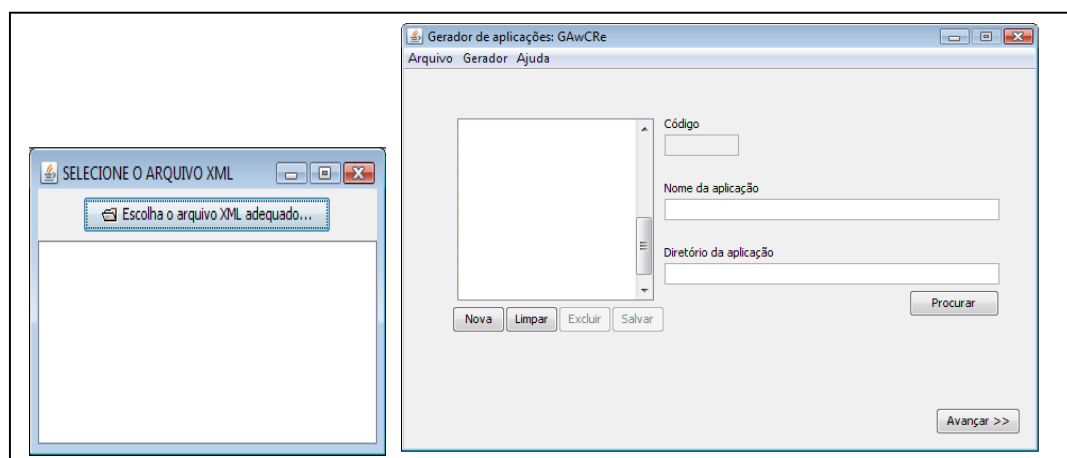 SELECIONE O ARQUIVO XML
Escolha o arquivo XML adequado...
Gerador de aplicações: GAwCRe
Arquivo Gerador Ajuda
Código
Nome da aplicação
Diretório da aplicação
Procurar
Nova Limpar Excluir Salvar
Avançar >>